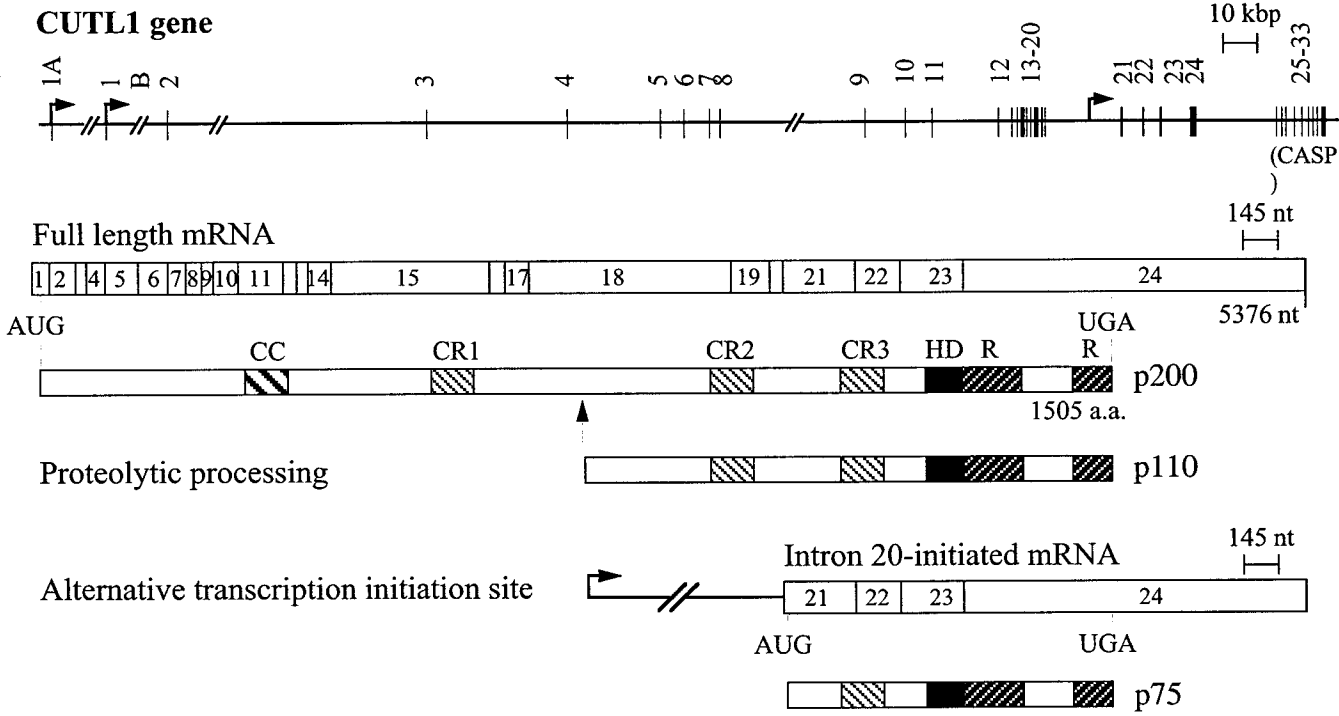 CUTL1 gene
10 kbp
1A 1 B 2 3 4 5 6 7 8 9 10 11 12 13-20 21 22 23 24 25-33
(CASP
)
145 nt
Full length mRNA
1 2 4 5 6 7 8 9 10 11 14 15 17 18 19 21 22 23 24
AUG
5376 nt
UGA
CC CR1 CR2 CR3 HD R R
p200
1505 a.a.
Proteolytic processing
p110
145 nt
Intron 20-initiated mRNA
Alternative transcription initiation site
21 22 23 24
AUG UGA
p75